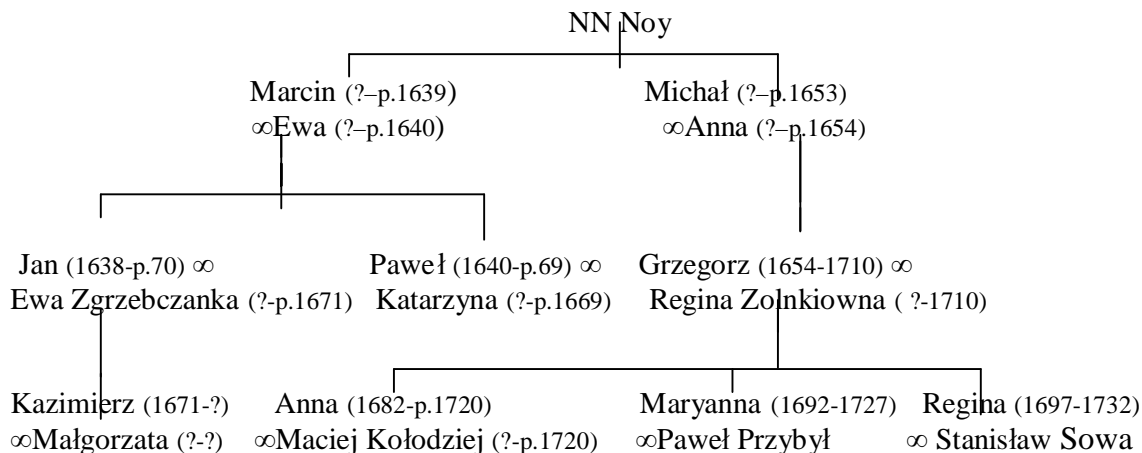 NN Noy
Marcin (?–p.1639) Michał (?–p.1653)
∞Ewa (?–p.1640) ∞Anna (?–p.1654)
Jan (1638-p.70) ∞ Paweł (1640-p.69) ∞ Grzegorz (1654-1710) ∞
Ewa Zgrzebczanka (?-p.1671) Katarzyna (?-p.1669) Regina Zolnkiowna ( ?-1710)
Kazimierz (1671-?) Anna (1682-p.1720) Maryanna (1692-1727) Regina (1697-1732)
∞Małgorzata (?-?) ∞Maciej Kołodziej (?-p.1720) ∞Paweł Przybył ∞ Stanisław Sowa